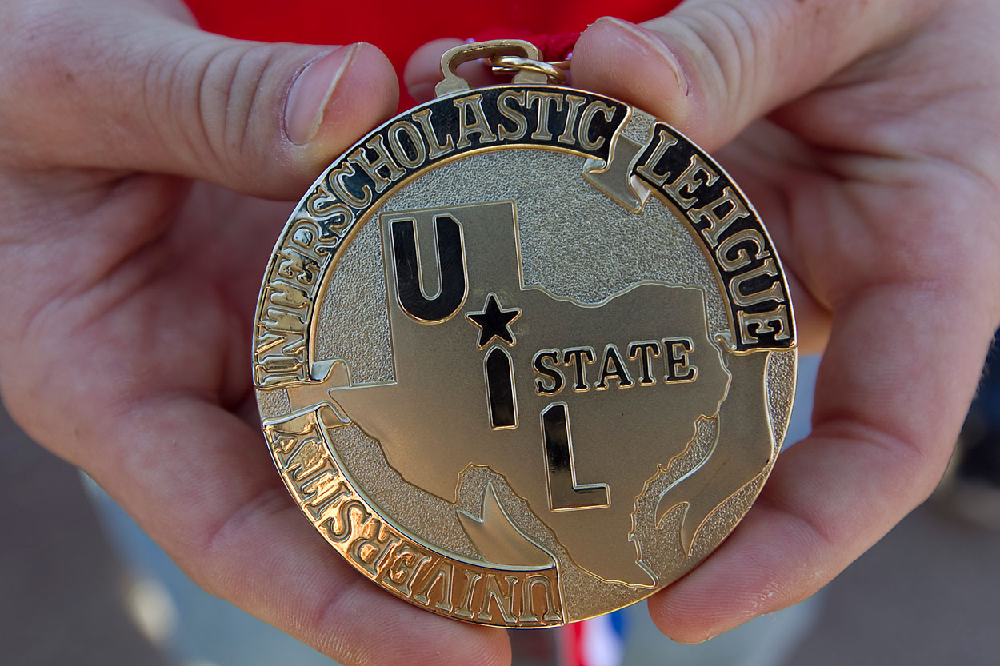 UNIVERSITY
INTERSCHOLASTIC
LEAGUE
U
i
L
STATE